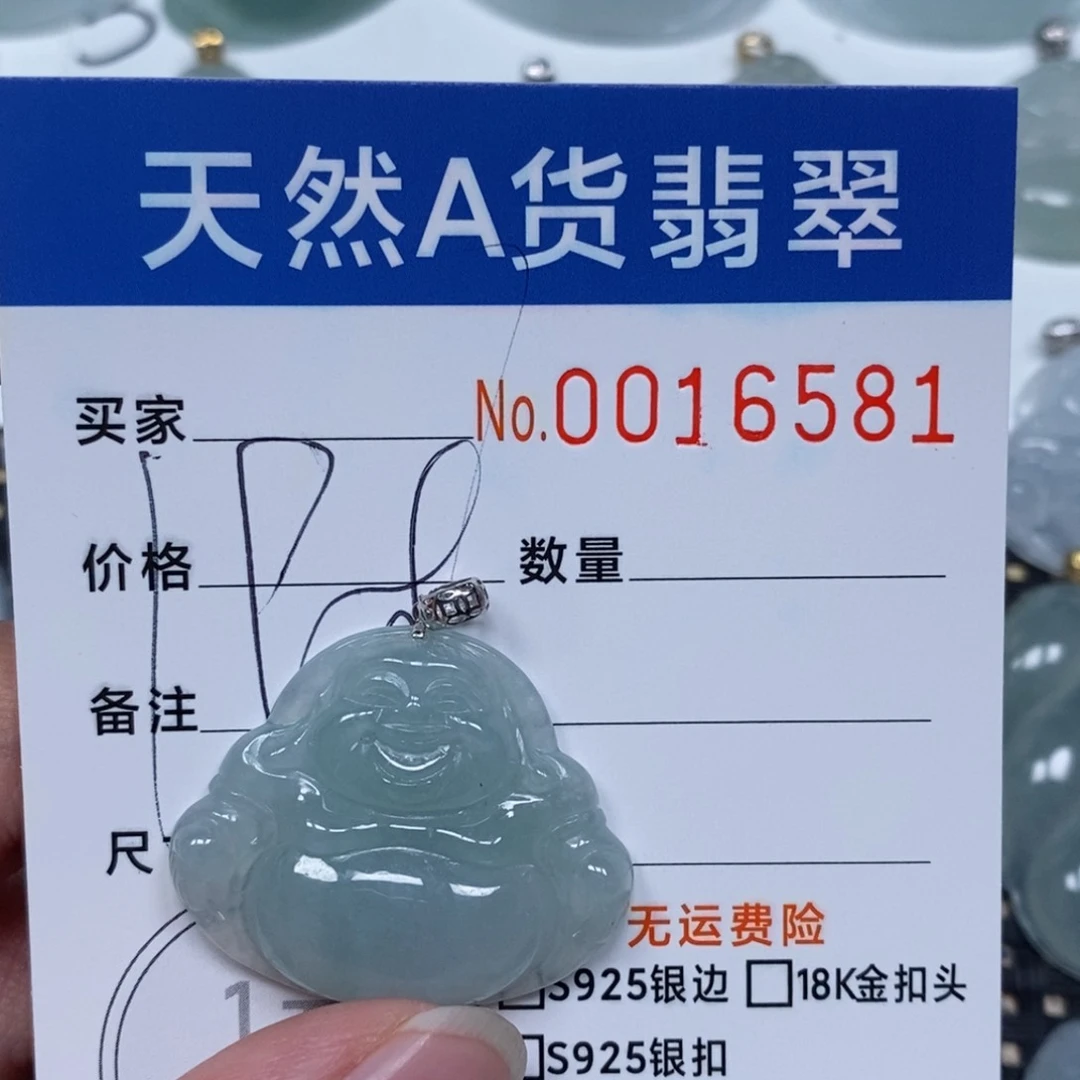 天然A货翡翠
买家 No.0016581
价格 数量
备注
尺
无运费险
S925银边 18K金扣头
S925银扣